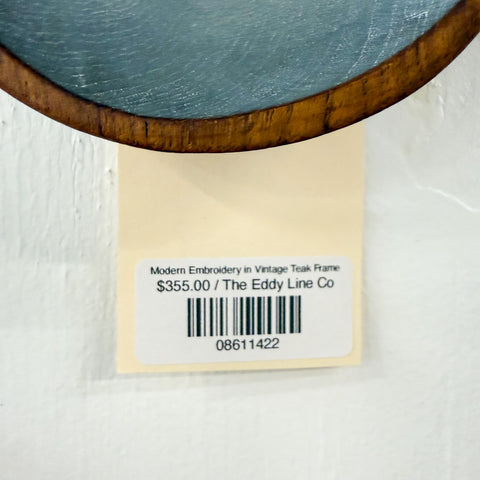 Modern Embroidery in Vintage Teak Frame
$355.00 / The Eddy Line Co
08611422